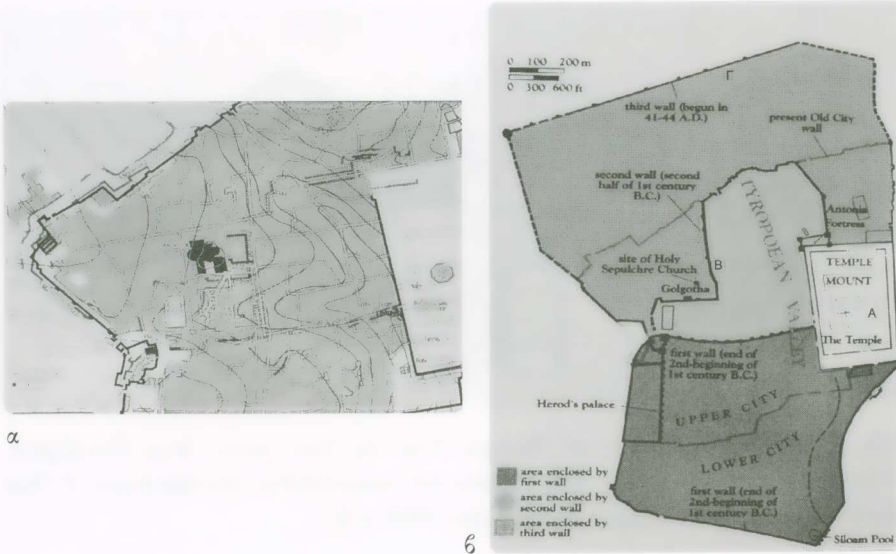 α
0 100 200 m
0 300 600 ft
Γ
third wall (begun in
41-44 A.D.)
present Old City
wall
second wall (second
half of 1st century
B.C.)
TYROPOEAN VALLEY
Antonia
Fortress
site of Holy
Sepulchre Church
B
Golgotha
TEMPLE
MOUNT
A
The Temple
first wall (end of
2nd-beginning of
1st century B.C.)
Herod's palace
UPPER CITY
LOWER CITY
area enclosed by
first wall
area enclosed by
second wall
area enclosed by
third wall
first wall (end of
2nd-beginning of
1st century B.C.)
Siloam Pool
6